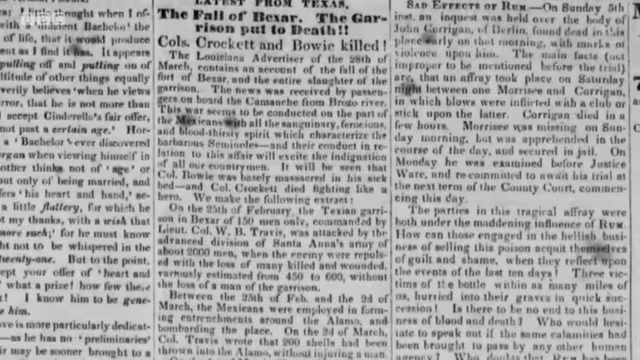 such. I little thought when I of-
with a 'Patient Bachelor' the
of life, that it would produce
ent as I find it has. It appears
pulling off and putting on of
ltitude of other things equally
verily believes 'when he views
irror, that he is not more than
accept Cinderella's fair offer,
not past a certain age.' Hor-
a 'Bachelor' ever discovered
organ when viewing himself in
other thinks not of 'age' or
but only of being married, and
fers 'his heart and hand,' se-
a little flattery, for which he
ot my thanks, with a wish that
more such;' for he must know
ght not to be whispered in the
twenty-one. But to the point.
cept your offer of 'heart and
what a prize! how few there
! I know him to be gene-
e him.
ove is more particularly dedicat-
—as he has no 'preliminaries'
t may be sooner brought to a
LATEST FROM TEXAS.
The Fall of Bexar. The Gar-
rison put to Death!!
Cols. Crockett and Bowie killed!
The Louisiana Advertiser of the 28th of
March, contains an account of the fall of the
fort of Bexar, and the entire slaughter of the
garrison. The news was received by passen-
gers on board the Camanche from Brozo river.
This war seems to be conducted on the part of
the Mexicans with all the sanguinary, ferocious,
and blood-thirsty spirit which characterize the
barbarous Seminoles—and their conduct in re-
lation to this affair will excite the indignation
of all our countrymen. It will be seen that
Col. Bowie was basely massacred in his sick
bed—and Col. Crockett died fighting like a
hero. We make the following extract:
On the 25th of February, the Texian garri-
son in Bexar of 150 men only, commanded by
Lieut. Col. W. B. Travis, was attacked by the
advanced division of Santa Anna's army of
about 2000 men, when the enemy were repuls-
ed with the loss of many killed and wounded,
variously estimated from 450 to 600, without
the loss of a man of the garrison.
Between the 25th of Feb. and the 2d of
March, the Mexicans were employed in form-
ing entrenchments around the Alamo, and
bombarding the place. On the 2d of March,
Col. Travis wrote that 200 shells had been
thrown into the Alamo, without injuring a man.
SAD EFFECTS OF RUM.—On Sunday 5th
inst. an inquest was held over the body of
John Corrigan, of Derlin, found dead in this
place early on that morning, with marks of
violence upon him. The main facts (not
improper to be mentioned before the trial)
are, that an affray took place on Saturday
night between one Morrisee and Corrigan,
in which blows were inflicted with a club or
stick upon the latter. Corrigan died in a
few hours. Morrisee was missing on Sun-
day morning, but was apprehended in the
course of the day, and secured in jail. On
Monday he was examined before Justice
Ware, and re-committed to await his trial at
the next term of the County Court, commen-
cing this day.
The parties in this tragical affray were
both under the maddening influence of RUM.
How can those engaged in the hellish busi-
ness of selling this poison acquit themselves
of guilt and shame, when they reflect upon
the events of the last ten days! Three vic-
tims of the bottle within as many miles of
us, hurried into their graves in quick suc-
cession! Is there to be no end to this busi-
ness of blood and death? Who would hesi-
tate to speak out if the same calamities had
been brought to pass by any other human
agency? Who doubts that Rum has been